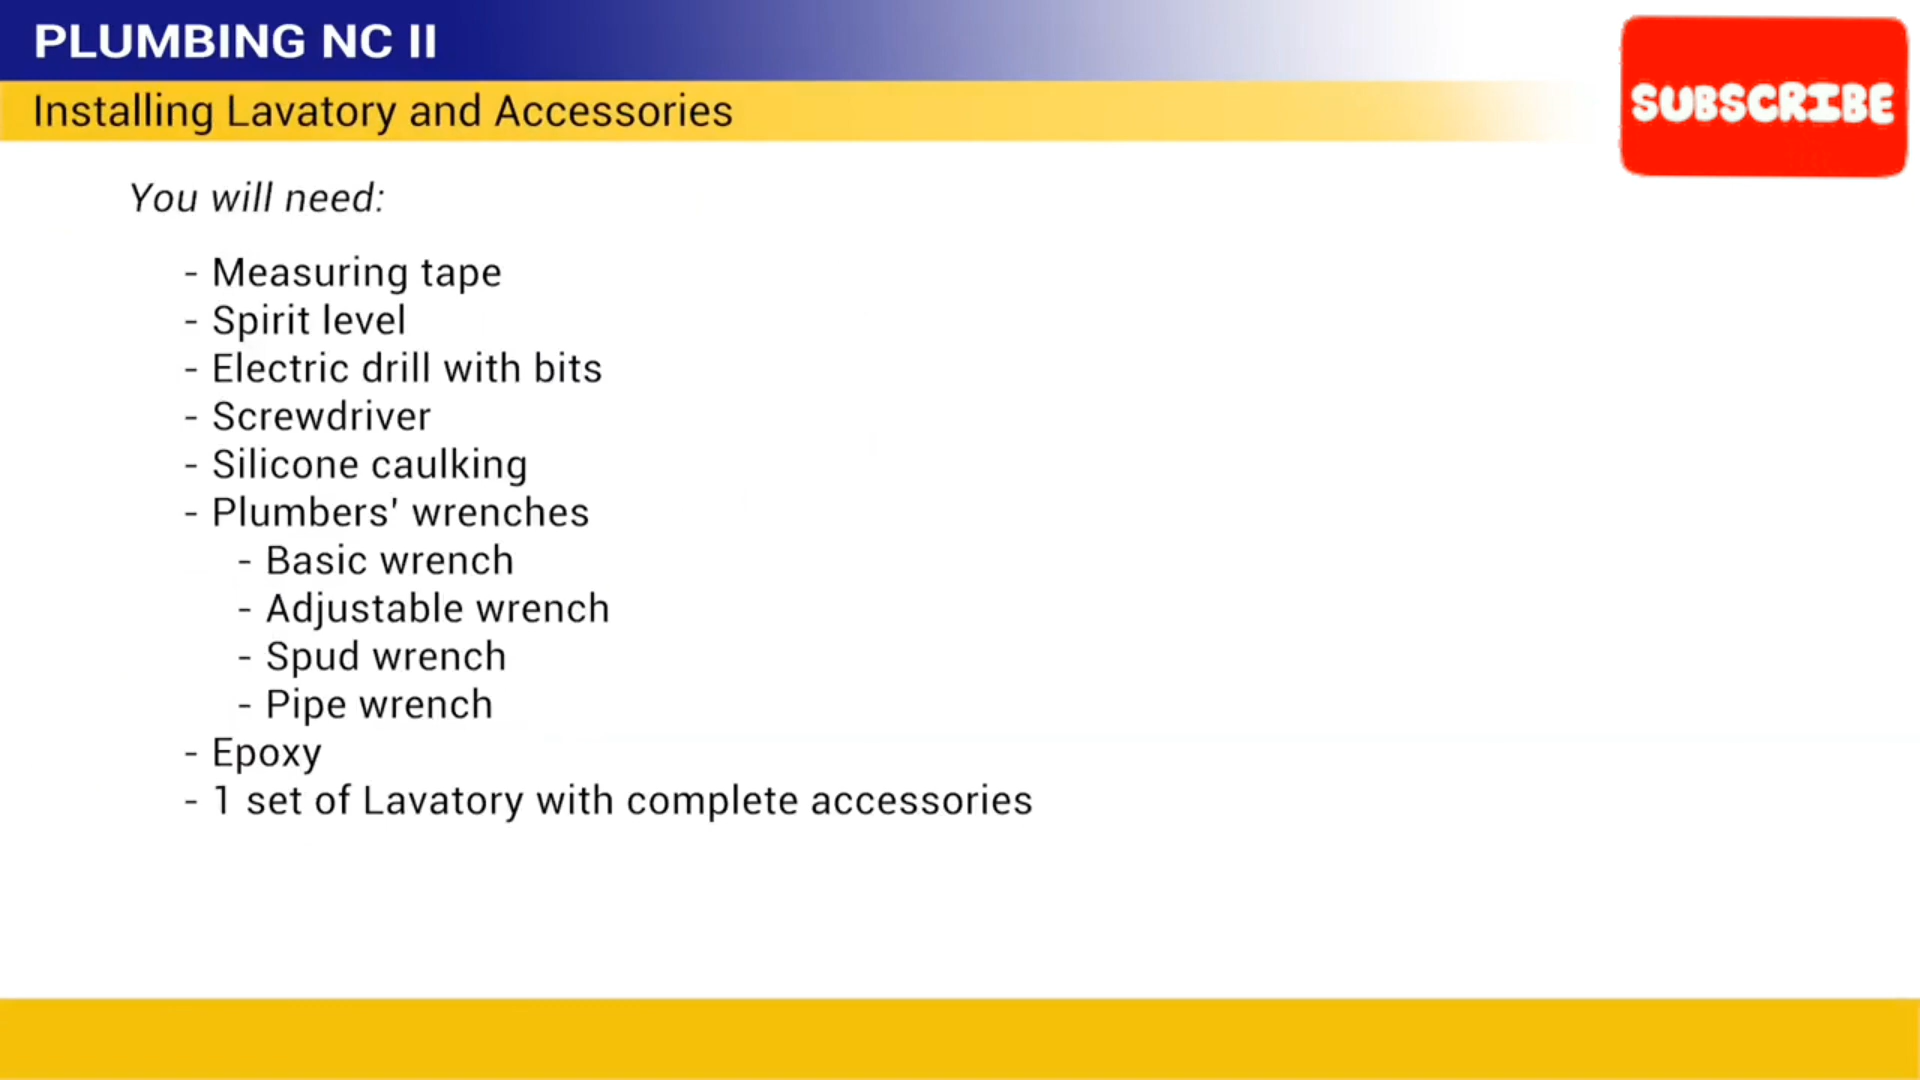 PLUMBING NC II
SUBSCRIBE
Installing Lavatory and Accessories
You will need:
- Measuring tape
- Spirit level
- Electric drill with bits
- Screwdriver
- Silicone caulking
- Plumbers' wrenches
- Basic wrench
- Adjustable wrench
- Spud wrench
- Pipe wrench
- Epoxy
- 1 set of Lavatory with complete accessories